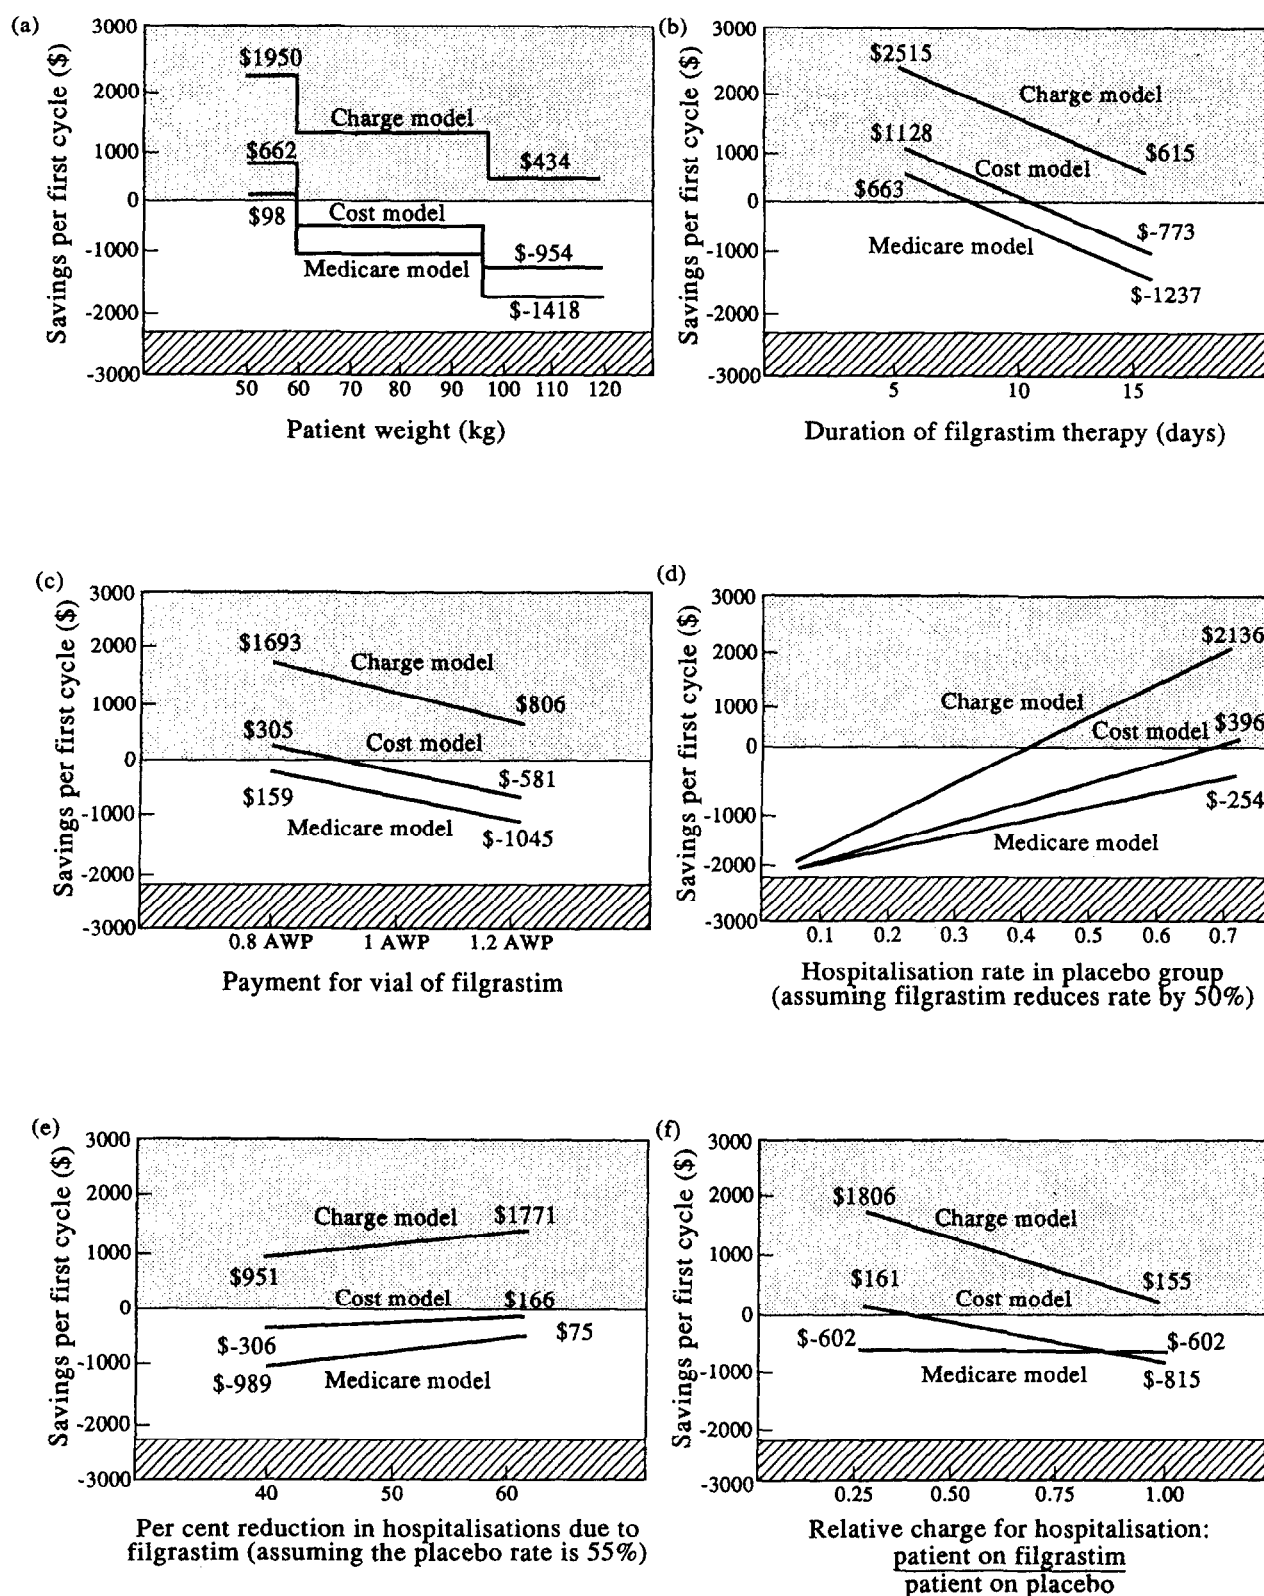 (a)
Savings per first cycle ($)
3000
2000
1000
0
-1000
-2000
-3000
$1950
Charge model
$662
$434
$98
Cost model
$-954
Medicare model
$-1418
50 60 70 80 90 100 110 120
Patient weight (kg)
(b)
Savings per first cycle ($)
3000
2000
1000
0
-1000
-2000
-3000
$2515
Charge model
$1128
$615
Cost model
$663
$-773
Medicare model
$-1237
5 10 15
Duration of filgrastim therapy (days)
(c)
Savings per first cycle ($)
3000
2000
1000
0
-1000
-2000
-3000
$1693
Charge model
$806
$305
Cost model
$-581
$159
Medicare model
$-1045
0.8 AWP 1 AWP 1.2 AWP
Payment for vial of filgrastim
(d)
Savings per first cycle ($)
3000
2000
1000
0
-1000
-2000
-3000
$2136
Charge model
Cost model
$396
$-254
Medicare model
0.1 0.2 0.3 0.4 0.5 0.6 0.7
Hospitalisation rate in placebo group
(assuming filgrastim reduces rate by 50%)
(e)
Savings per first cycle ($)
3000
2000
1000
0
-1000
-2000
-3000
Charge model
$1771
$951
Cost model
$166
$-306
$75
$-989
Medicare model
40 50 60
Per cent reduction in hospitalisations due to
filgrastim (assuming the placebo rate is 55%)
(f)
Savings per first cycle ($)
3000
2000
1000
0
-1000
-2000
-3000
$1806
Charge model
$161
$155
Cost model
$-602
$-602
Medicare model
$-815
0.25 0.50 0.75 1.00
Relative charge for hospitalisation:
patient on filgrastim
patient on placebo